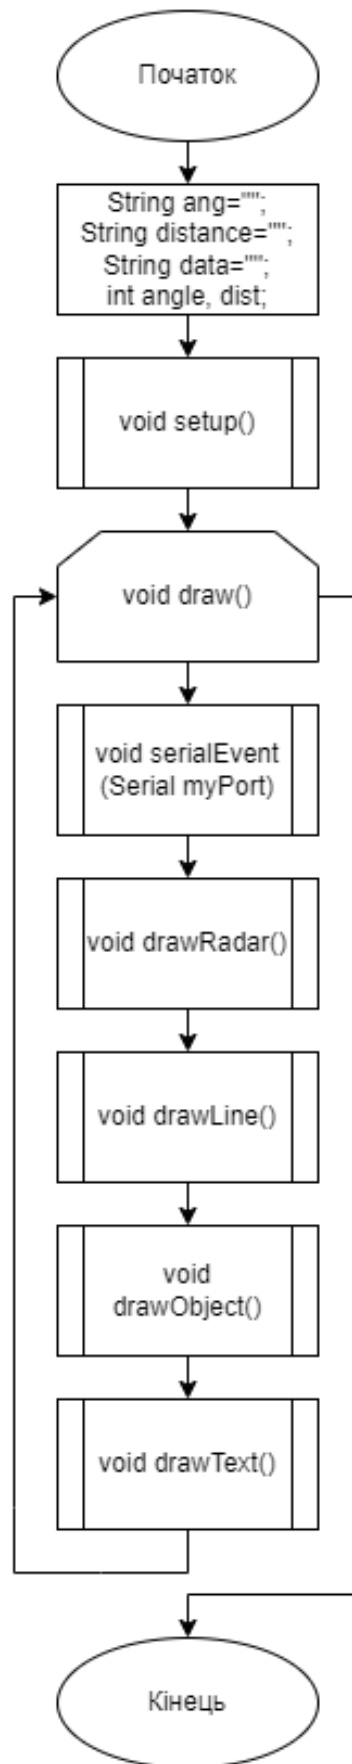 Початок
String ang="";
String distance="";
String data="";
int angle, dist;
void setup()
void draw()
void serialEvent
(Serial myPort)
void drawRadar()
void drawLine()
void
drawObject()
void drawText()
Кінець